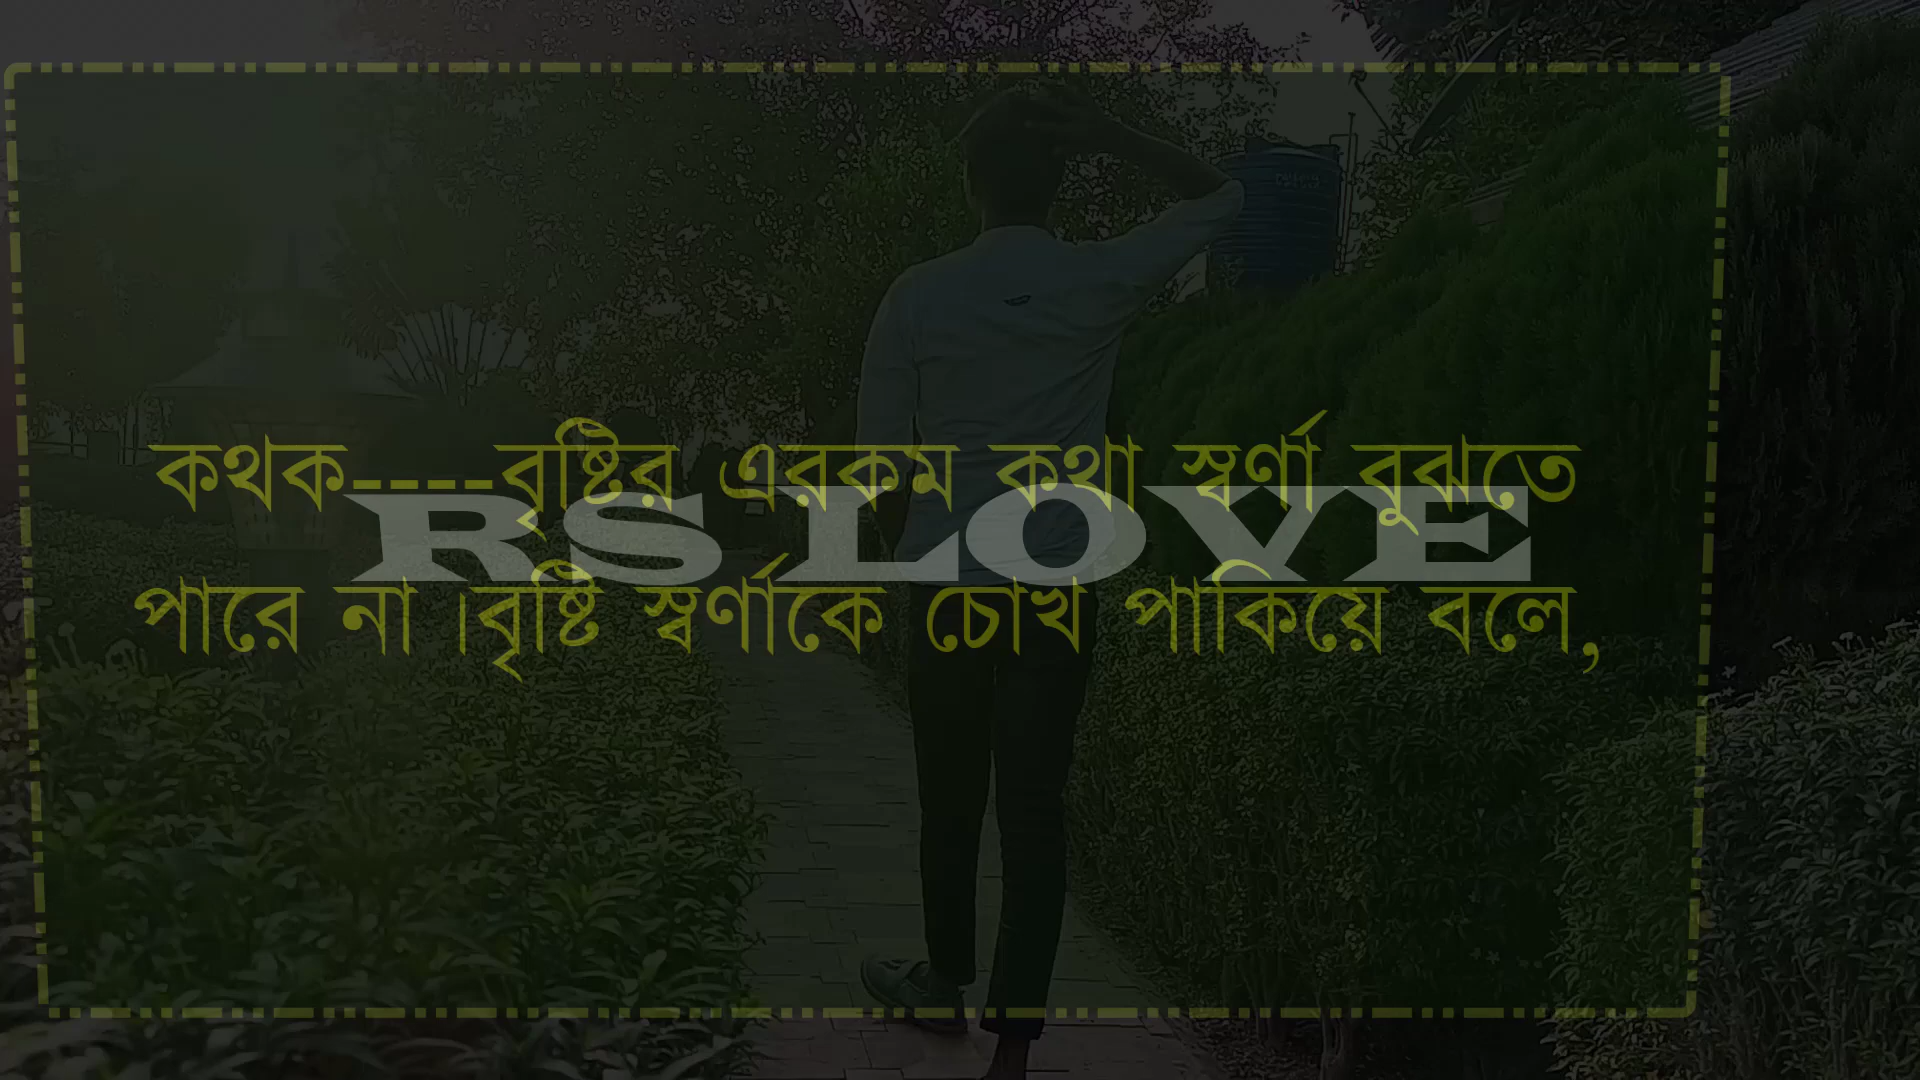 কথক----বৃষ্টির এরকম কথা স্বর্ণা বুঝতে
RS LOVE
পারে না।বৃষ্টি স্বর্ণাকে চোখ পাকিয়ে বলে,